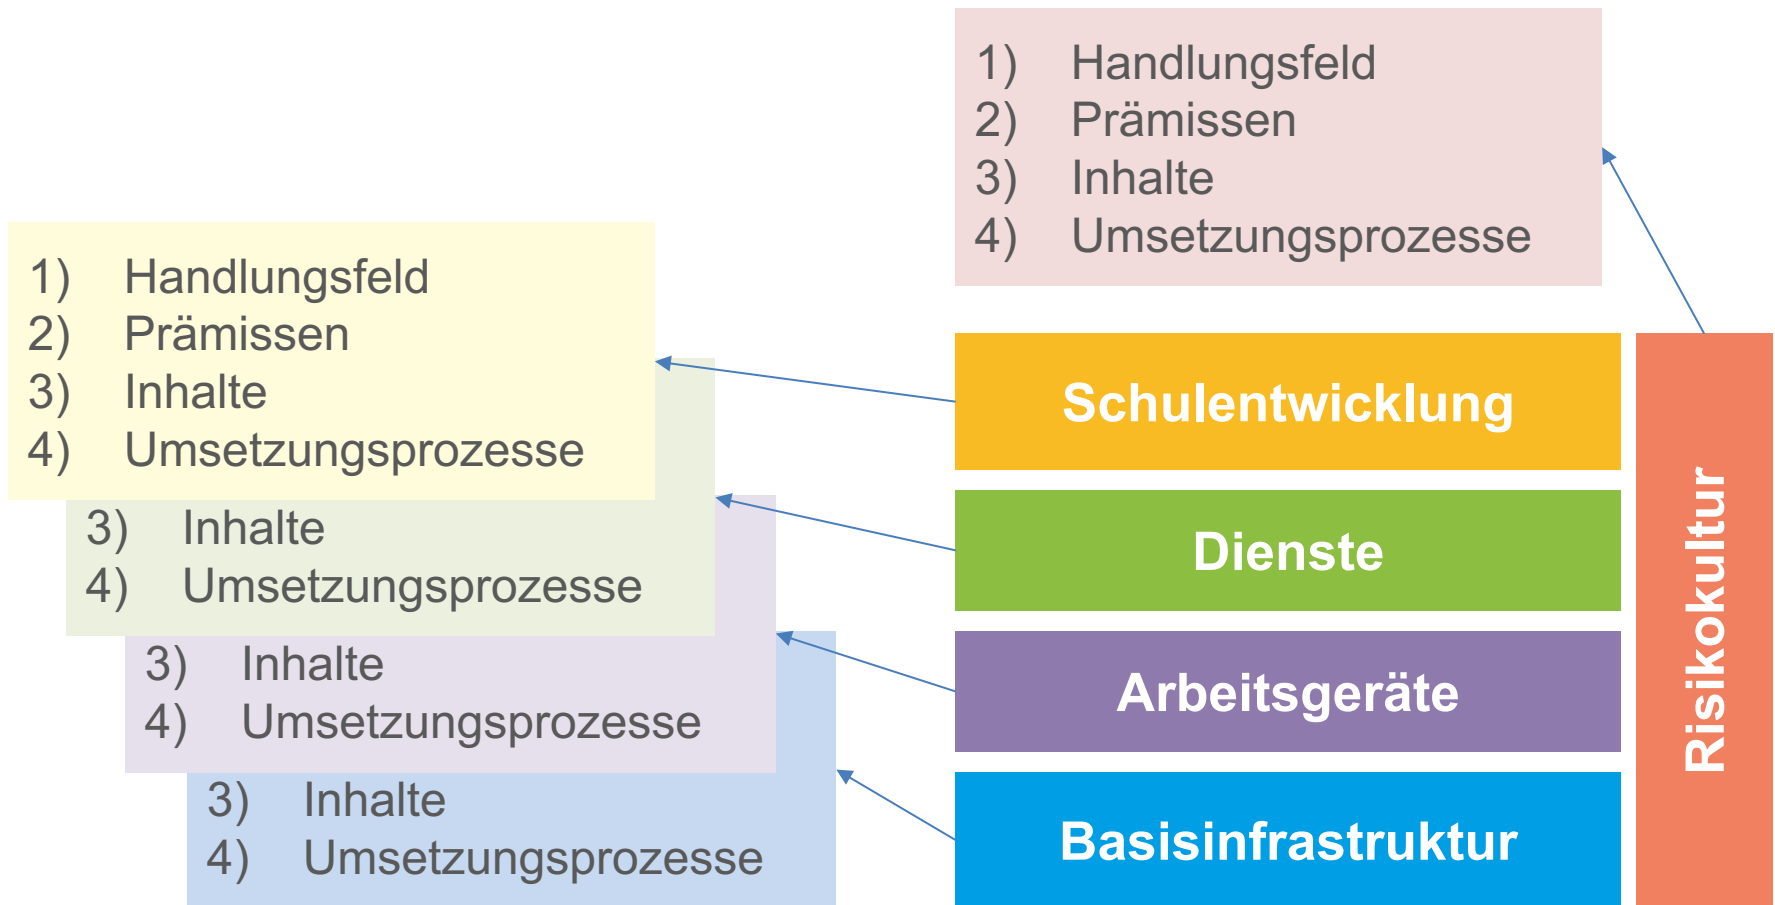 1) Handlungsfeld
2) Prämissen
3) Inhalte
4) Umsetzungsprozesse
1) Handlungsfeld
2) Prämissen
3) Inhalte
4) Umsetzungsprozesse
3) Inhalte
4) Umsetzungsprozesse
3) Inhalte
4) Umsetzungsprozesse
3) Inhalte
4) Umsetzungsprozesse
Schulentwicklung
Dienste
Arbeitsgeräte
Basisinfrastruktur
Risikokultur